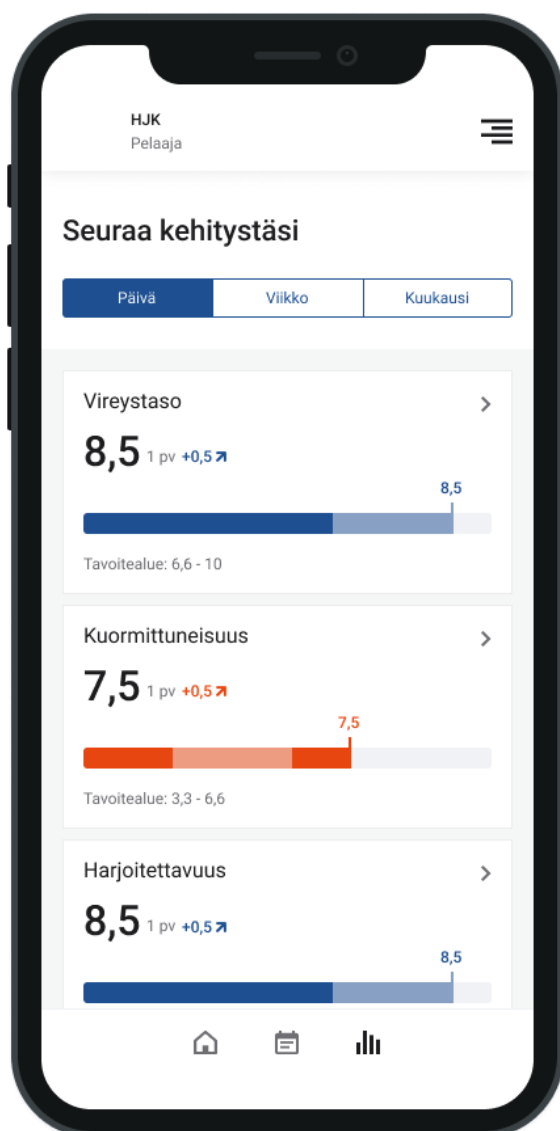 HJK
Pelaaja
Seuraa kehitystäsi
Päivä Viikko Kuukausi
Vireystaso
8,5 1 pv +0,5
8,5
Tavoitealue: 6,6 - 10
Kuormittuneisuus
7,5 1 pv +0,5
7,5
Tavoitealue: 3,3 - 6,6
Harjoitettavuus
8,5 1 pv +0,5
8,5